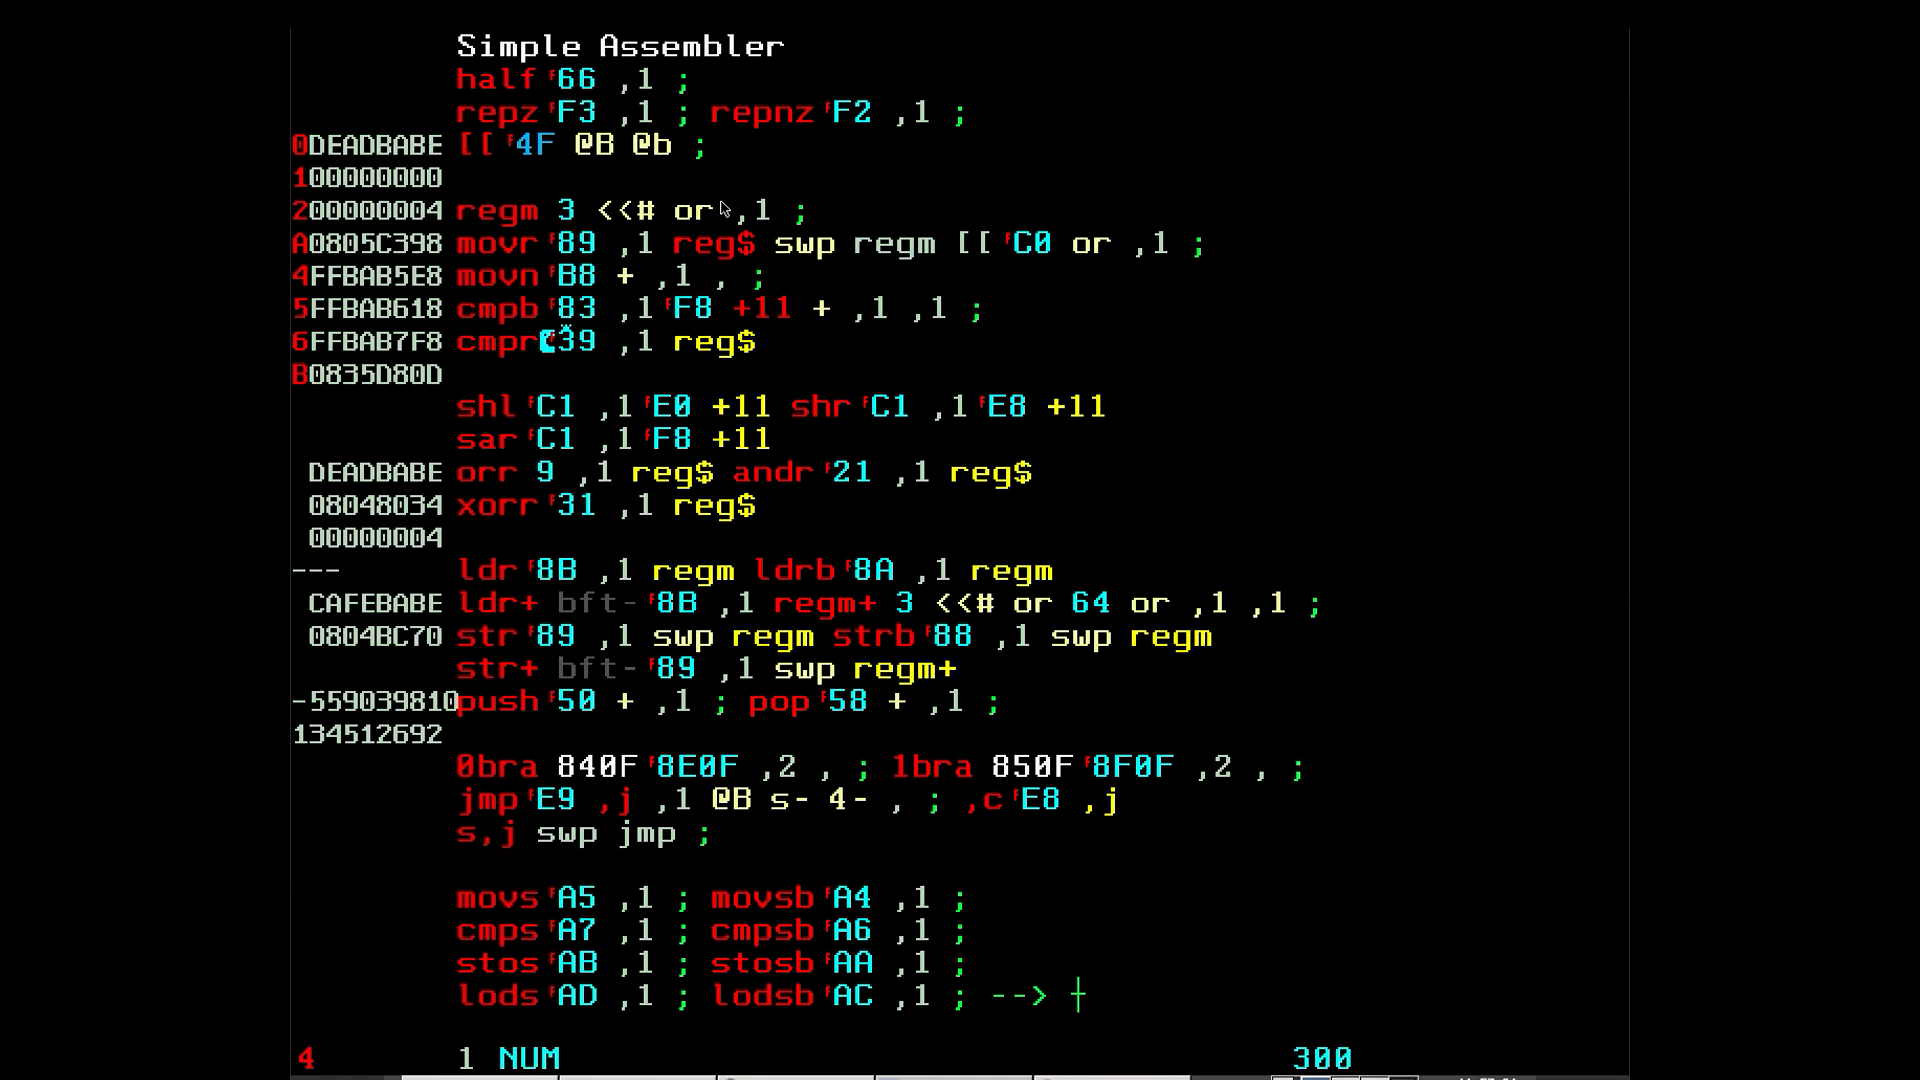 Simple Assembler
half 66 ,1 ;
repz F3 ,1 ; repnz F2 ,1 ;
0DEADBABE [[ 4F @B @b ;
100000000
200000004 regm 3 <<# or ,1 ;
A0805C398 movr 89 ,1 reg$ swp regm [[ C0 or ,1 ;
4FFBAB5E8 movn B8 + ,1 , ;
5FFBAB618 cmpb 83 ,1 F8 +11 + ,1 ,1 ;
6FFBAB7F8 cmpr 39 ,1 reg$
B0835D80D
shl C1 ,1 E0 +11 shr C1 ,1 E8 +11
sar C1 ,1 F8 +11
DEADBABE orr 9 ,1 reg$ andr 21 ,1 reg$
08048034 xorr 31 ,1 reg$
00000004
--- ldr 8B ,1 regm ldrb 8A ,1 regm
CAFEBABE ldr+ bft- 8B ,1 regm+ 3 <<# or 64 or ,1 ,1 ;
0804BC70 str 89 ,1 swp regm strb 88 ,1 swp regm
str+ bft- 89 ,1 swp regm+
-559039810 push 50 + ,1 ; pop 58 + ,1 ;
134512692
0bra 840F 8E0F ,2 , ; 1bra 850F 8F0F ,2 , ;
jmp E9 ,j ,1 @B s- 4- , ; ,c E8 ,j
s,j swp jmp ;
movs A5 ,1 ; movsb A4 ,1 ;
cmps A7 ,1 ; cmpsb A6 ,1 ;
stos AB ,1 ; stosb AA ,1 ;
lods AD ,1 ; lodsb AC ,1 ; -->
4 1 NUM 300